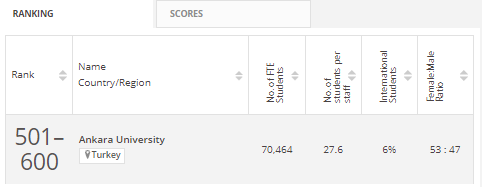 RANKING
SCORES
Rank
Name
Country/Region
No. of FTE
Students
No. of
students per
staff
International
Students
Female:Male
Ratio
501–
600
Ankara University
Turkey
70,464
27.6
6%
53 : 47